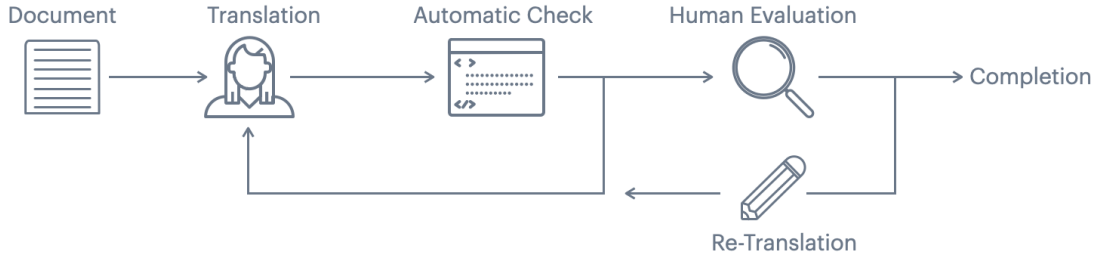 Document
Translation
Automatic Check
Human Evaluation
< >
</>
Completion
Re-Translation